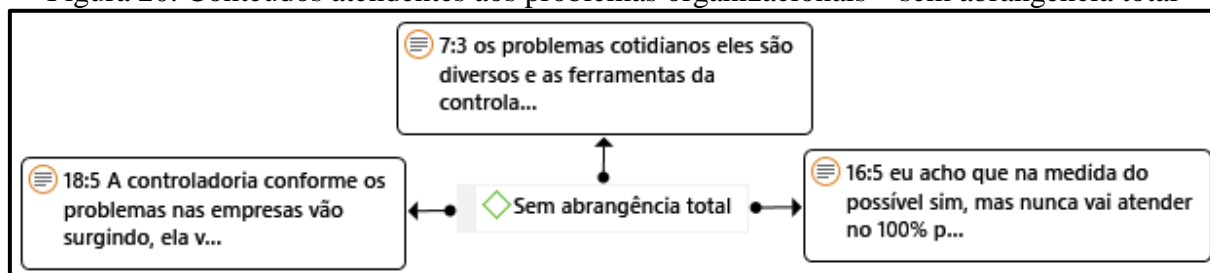 7:3 os problemas cotidianos eles são
diversos e as ferramentas da
controla...
18:5 A controladoria conforme os
problemas nas empresas vão
surgindo, ela v...
Sem abrangência total
16:5 eu acho que na medida do
possível sim, mas nunca vai atender
no 100% p...